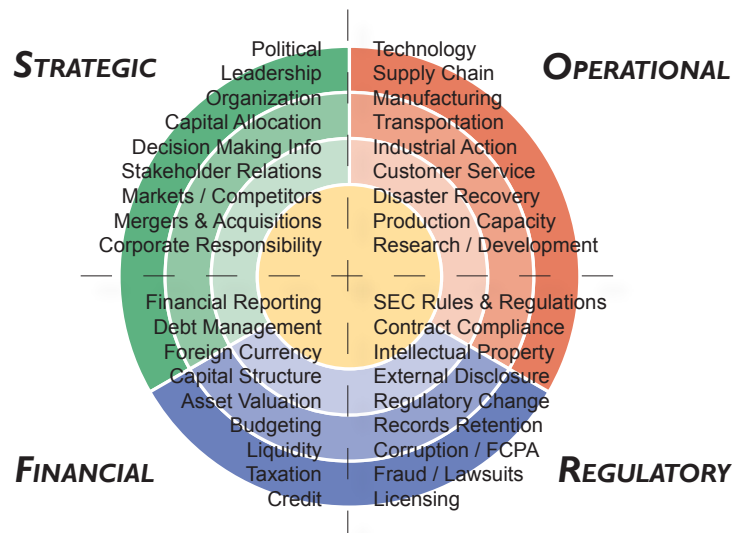 STRATEGIC
Political
Leadership
Organization
Capital Allocation
Decision Making Info
Stakeholder Relations
Markets / Competitors
Mergers & Acquisitions
Corporate Responsibility
OPERATIONAL
Technology
Supply Chain
Manufacturing
Transportation
Industrial Action
Customer Service
Disaster Recovery
Production Capacity
Research / Development
FINANCIAL
Financial Reporting
Debt Management
Foreign Currency
Capital Structure
Asset Valuation
Budgeting
Liquidity
Taxation
Credit
REGULATORY
SEC Rules & Regulations
Contract Compliance
Intellectual Property
External Disclosure
Regulatory Change
Records Retention
Corruption / FCPA
Fraud / Lawsuits
Licensing